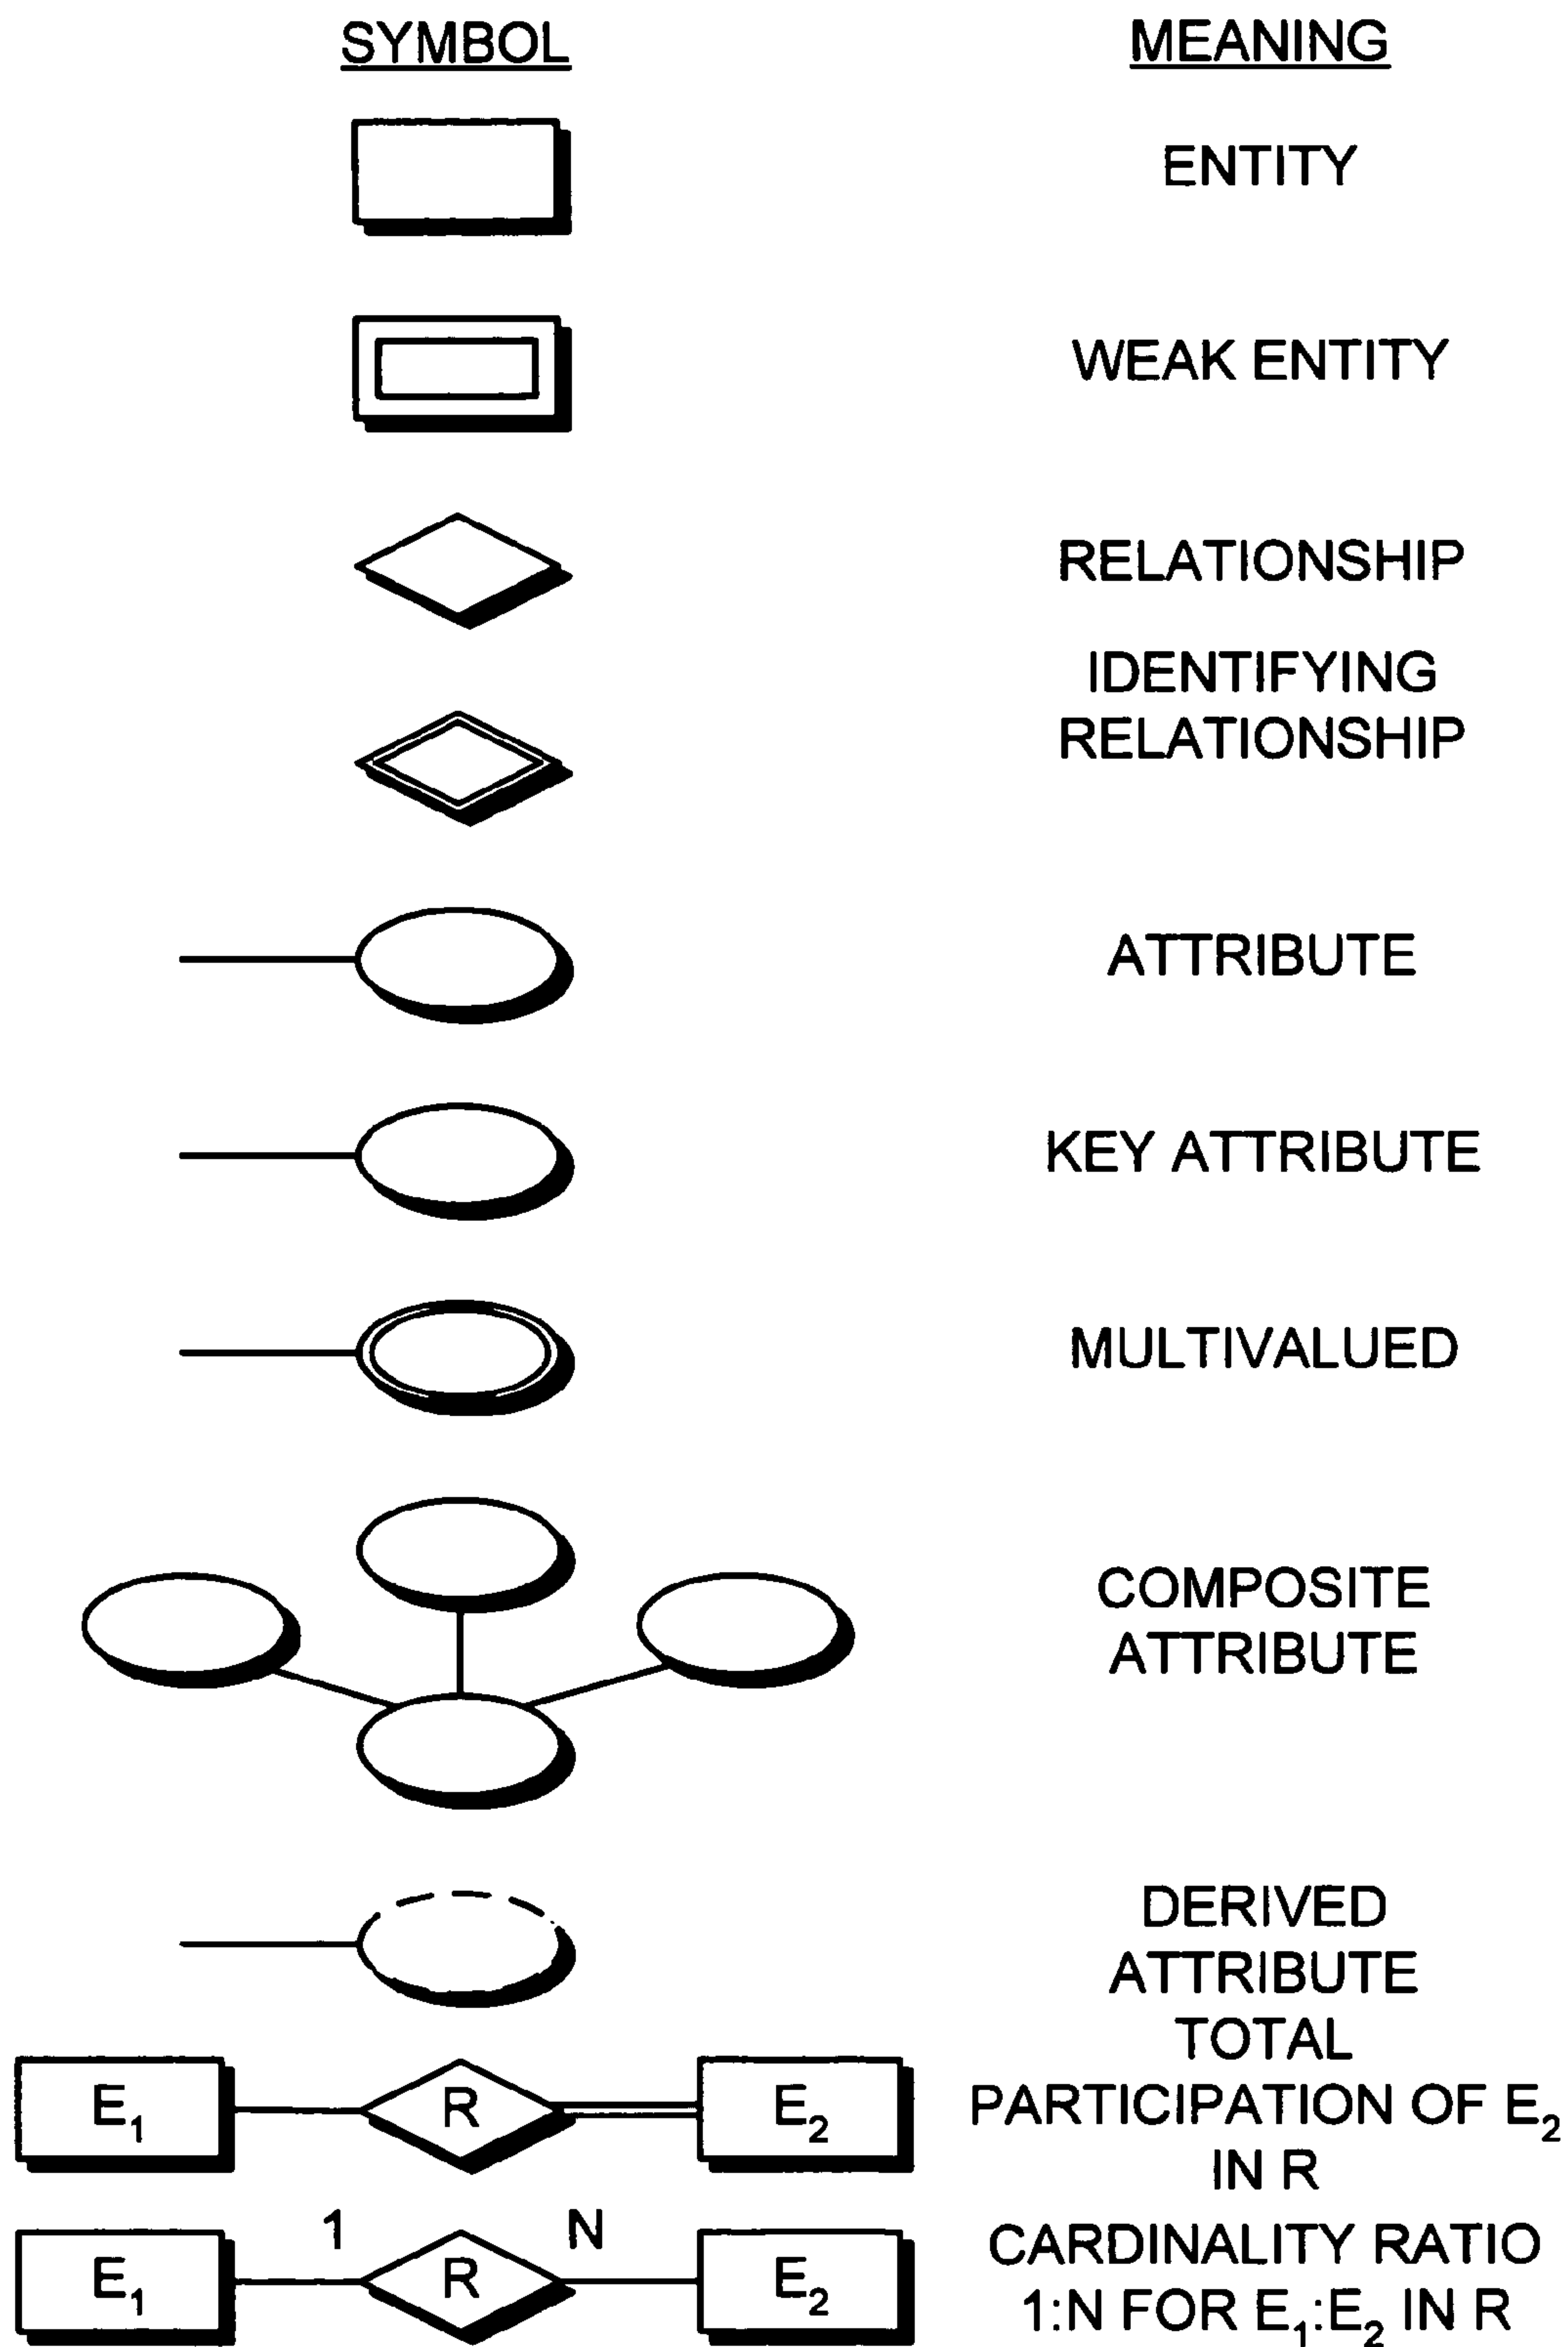 SYMBOL MEANING
ENTITY
WEAK ENTITY
RELATIONSHIP
IDENTIFYING
RELATIONSHIP
ATTRIBUTE
KEY ATTRIBUTE
MULTIVALUED
COMPOSITE
ATTRIBUTE
DERIVED
ATTRIBUTE
TOTAL
E₁ R E₂ PARTICIPATION OF E₂
IN R
1 N
E₁ R E₂ CARDINALITY RATIO
1:N FOR E₁:E₂ IN R